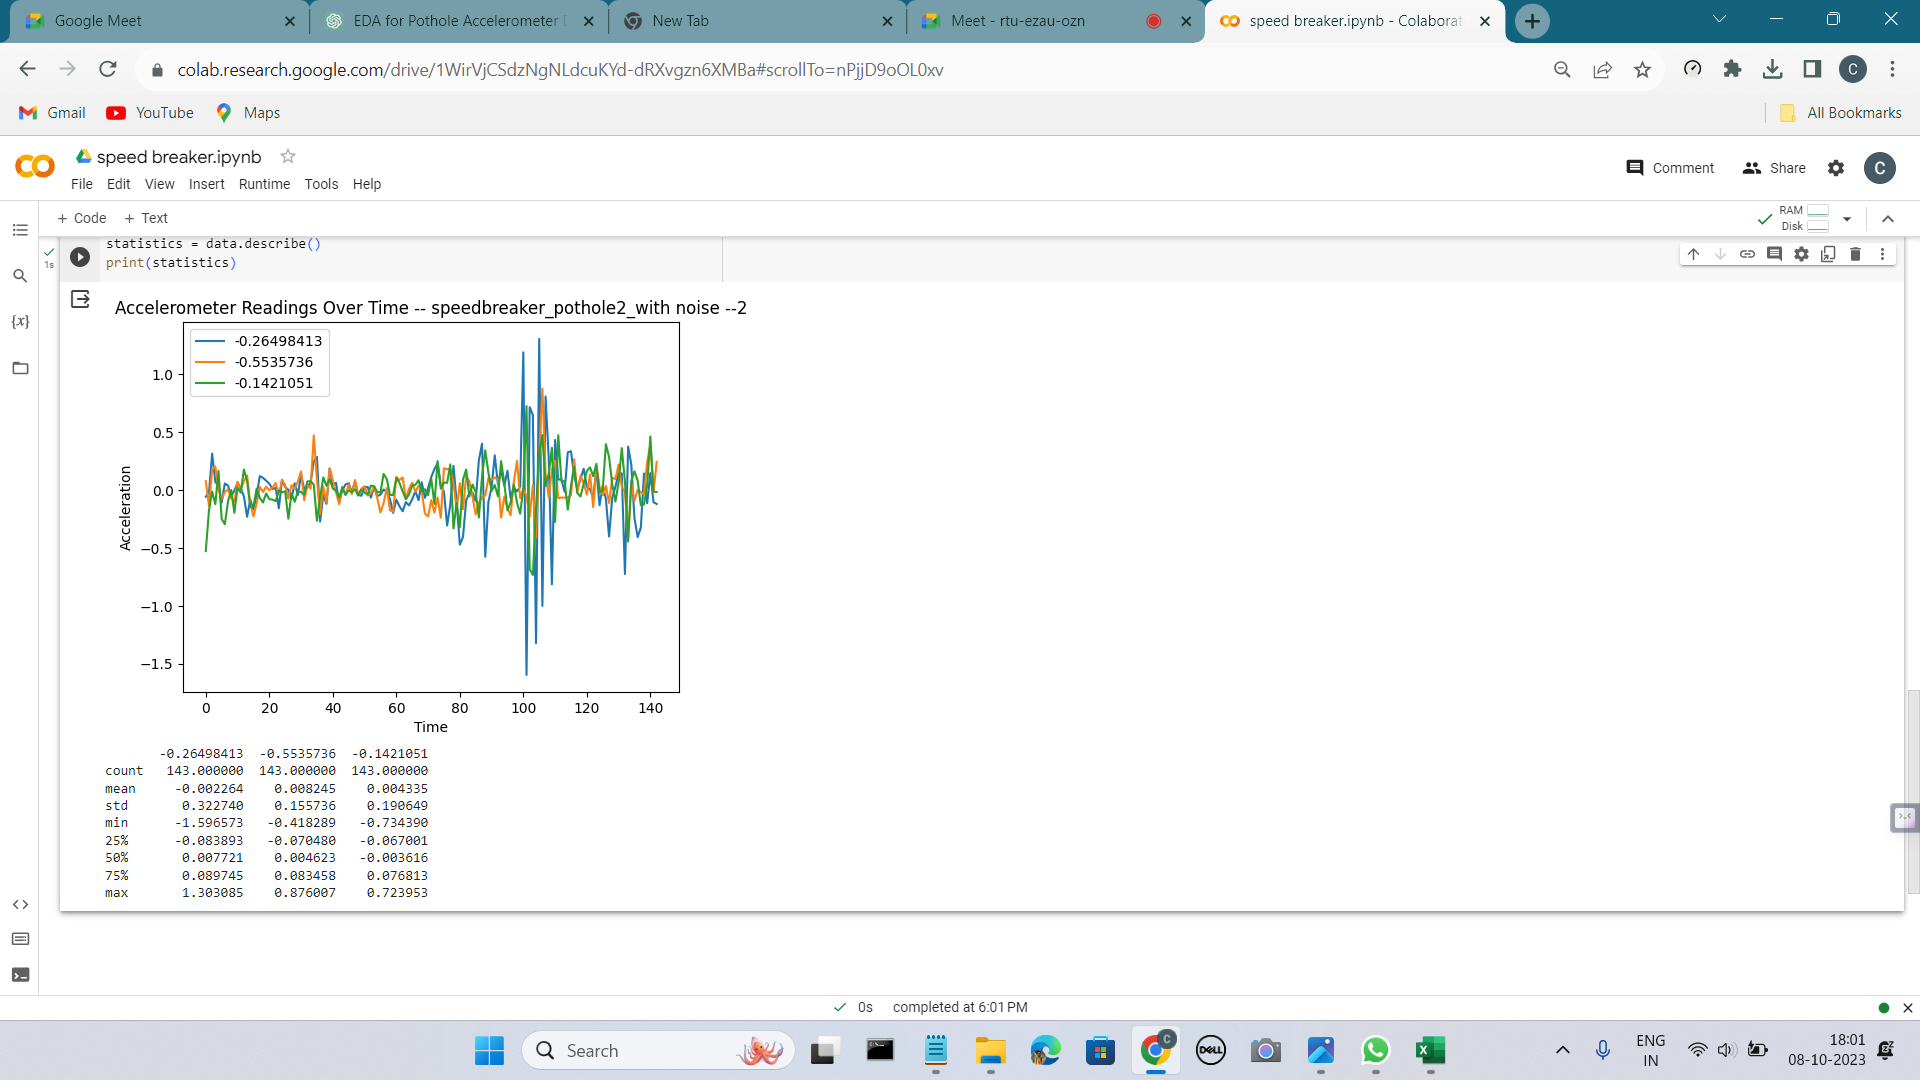 Google Meet
EDA for Pothole Accelerometer
New Tab
Meet - rtu-ezau-ozn
speed breaker.ipynb - Colaborat
colab.research.google.com/drive/1WirVjCSdzNgNLdcuKYd-dRXvgzn6XMBa#scrollTo=nPjjD9oOL0xv
C
Gmail
YouTube
Maps
All Bookmarks
speed breaker.ipynb
File Edit View Insert Runtime Tools Help
Comment
Share
C
+ Code + Text
RAM
Disk
1s
statistics = data.describe()
print(statistics)
{x}
Accelerometer Readings Over Time -- speedbreaker_pothole2_with noise --2
-0.26498413
-0.5535736
-0.1421051
1.0
0.5
0.0
−0.5
−1.0
−1.5
Acceleration
0 20 40 60 80 100 120 140
Time
-0.26498413 -0.5535736 -0.1421051
count 143.000000 143.000000 143.000000
mean -0.002264 0.008245 0.004335
std 0.322740 0.155736 0.190649
min -1.596573 -0.418289 -0.734390
25% -0.083893 -0.070480 -0.067001
50% 0.007721 0.004623 -0.003616
75% 0.089745 0.083458 0.076813
max 1.303085 0.876007 0.723953
0s completed at 6:01 PM
Search
C
DELL
ENG
IN
18:01
08-10-2023